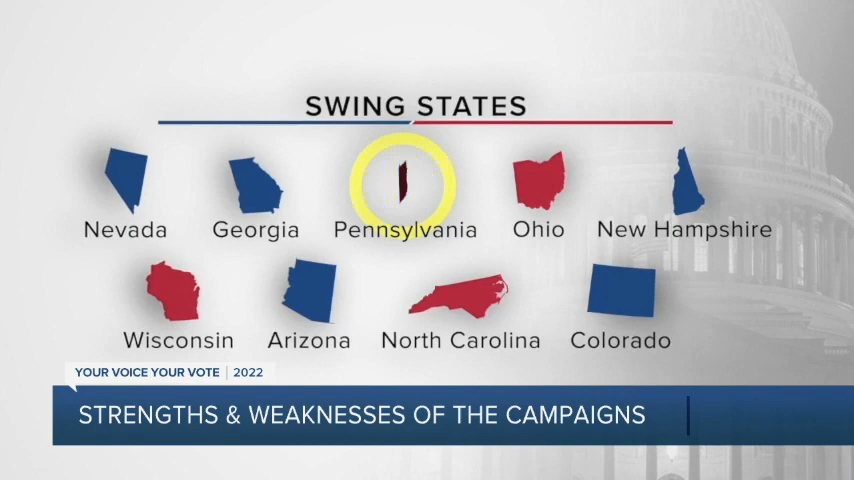 SWING STATES
Nevada Georgia Pennsylvania Ohio New Hampshire
Wisconsin Arizona North Carolina Colorado
YOUR VOICE YOUR VOTE | 2022
STRENGTHS & WEAKNESSES OF THE CAMPAIGNS